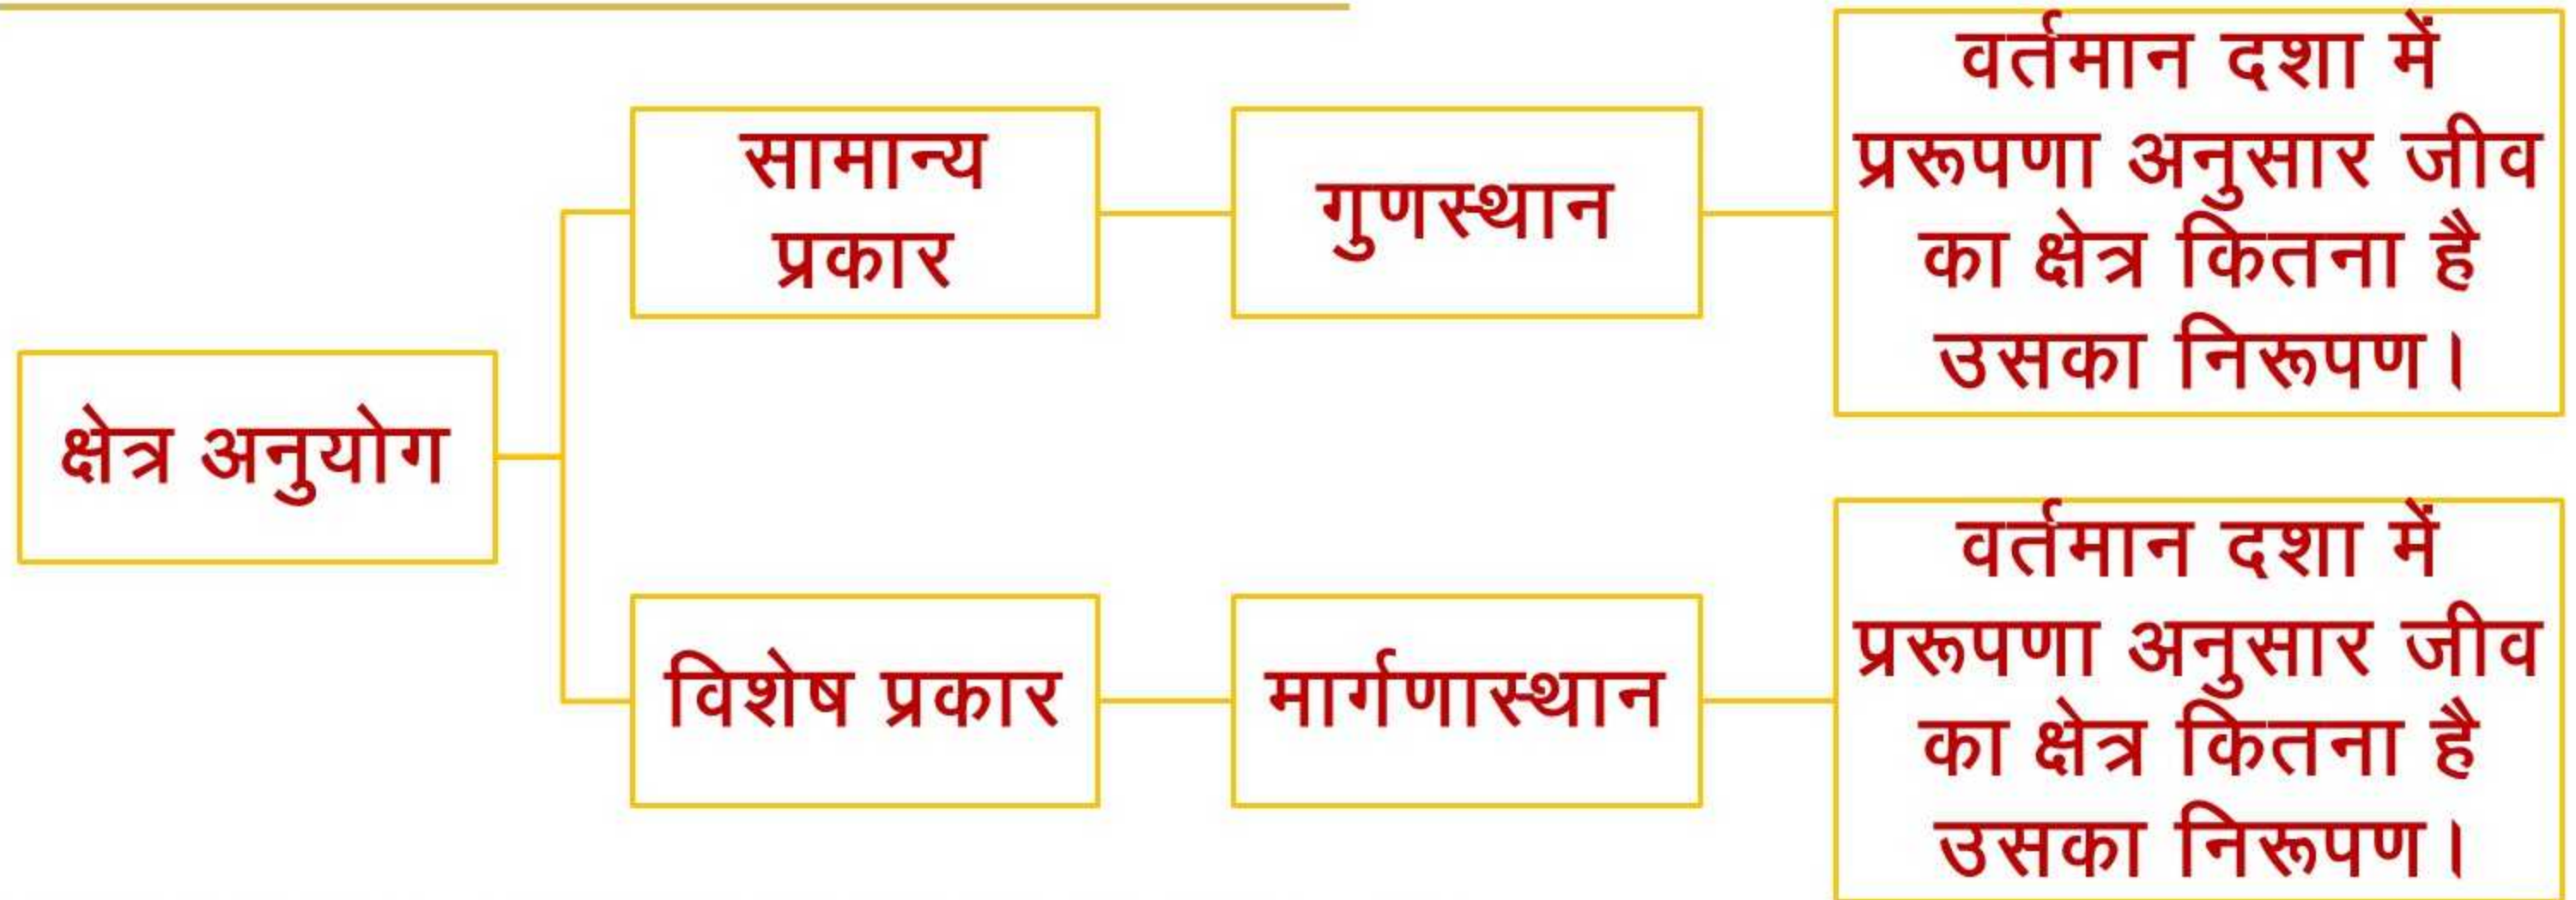 क्षेत्र अनुयोग
सामान्य
प्रकार
गुणस्थान
वर्तमान दशा में
प्ररूपणा अनुसार जीव
का क्षेत्र कितना है
उसका निरूपण।
विशेष प्रकार
मार्गणास्थान
वर्तमान दशा में
प्ररूपणा अनुसार जीव
का क्षेत्र कितना है
उसका निरूपण।